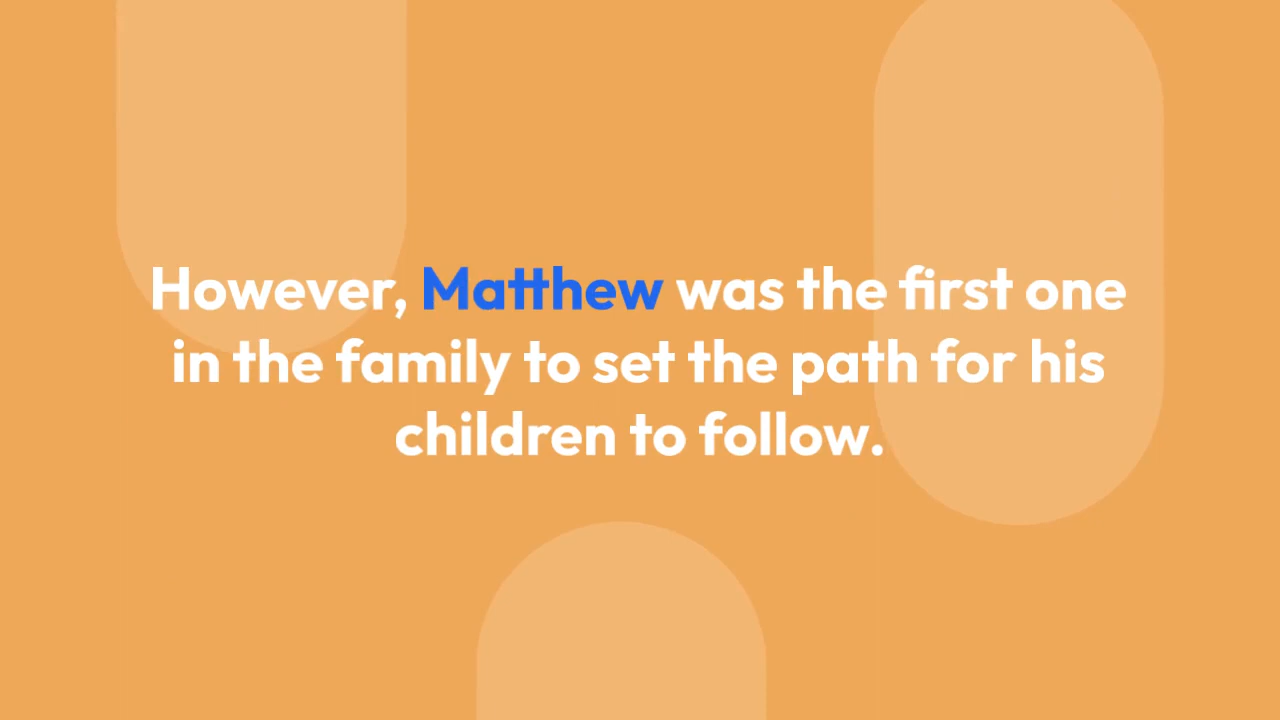 However, Matthew was the first one
in the family to set the path for his
children to follow.